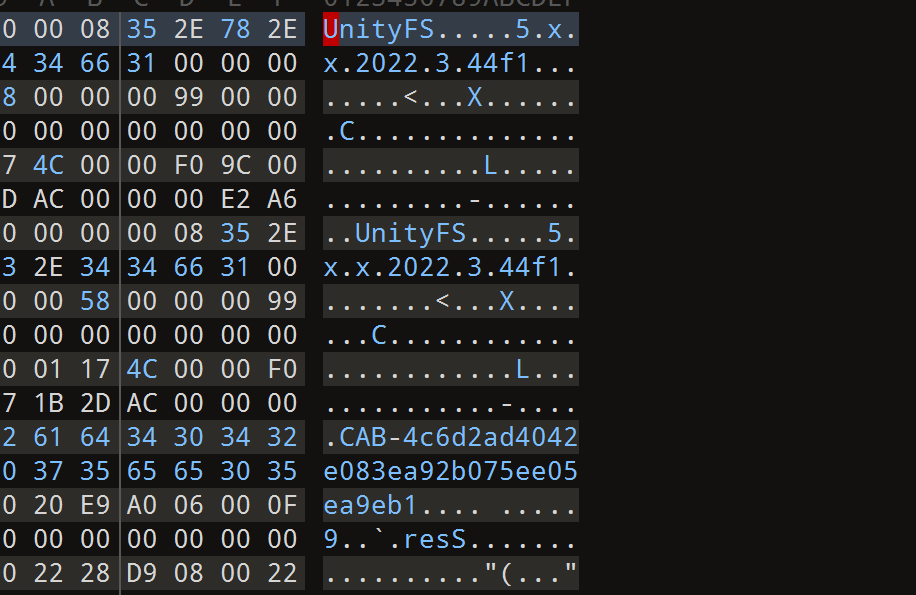 0 00 08 35 2E 78 2E UnityFS.....5.x.
4 34 66 31 00 00 00 x.2022.3.44f1...
8 00 00 00 99 00 00 .....<...X......
0 00 00 00 00 00 00 .C..............
7 4C 00 00 F0 9C 00 ..........L.....
D AC 00 00 00 E2 A6 .........-......
0 00 00 00 08 35 2E ..UnityFS.....5.
3 2E 34 34 66 31 00 x.x.2022.3.44f1.
0 00 58 00 00 00 99 .......<...X....
0 00 00 00 00 00 00 ...C............
0 01 17 4C 00 00 F0 ............L...
7 1B 2D AC 00 00 00 ...........-....
2 61 64 34 30 34 32 .CAB-4c6d2ad4042
0 37 35 65 65 30 35 e083ea92b075ee05
0 20 E9 A0 06 00 0F ea9eb1.... .....
0 00 00 00 00 00 00 9..`.resS.......
0 22 28 D9 08 00 22 .........."(..."